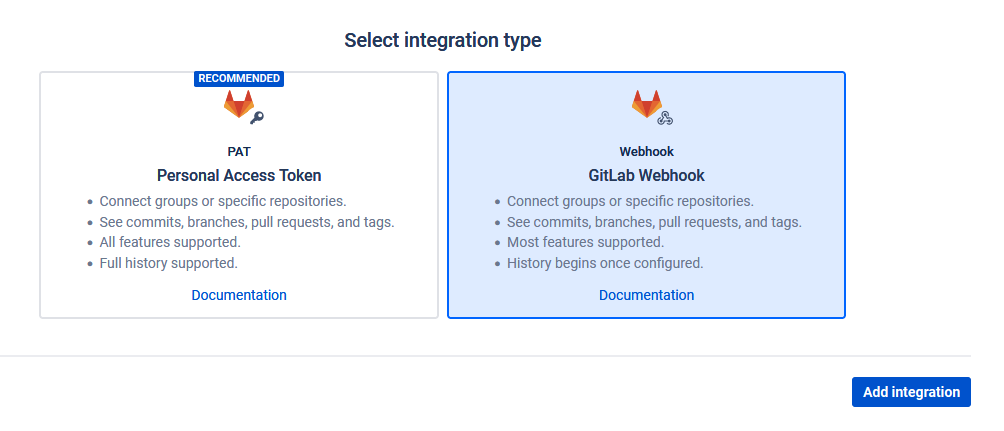 Select integration type
RECOMMENDED
PAT
Personal Access Token
Connect groups or specific repositories.
See commits, branches, pull requests, and tags.
All features supported.
Full history supported.
Documentation
Webhook
GitLab Webhook
Connect groups or specific repositories.
See commits, branches, pull requests, and tags.
Most features supported.
History begins once configured.
Documentation
Add integration